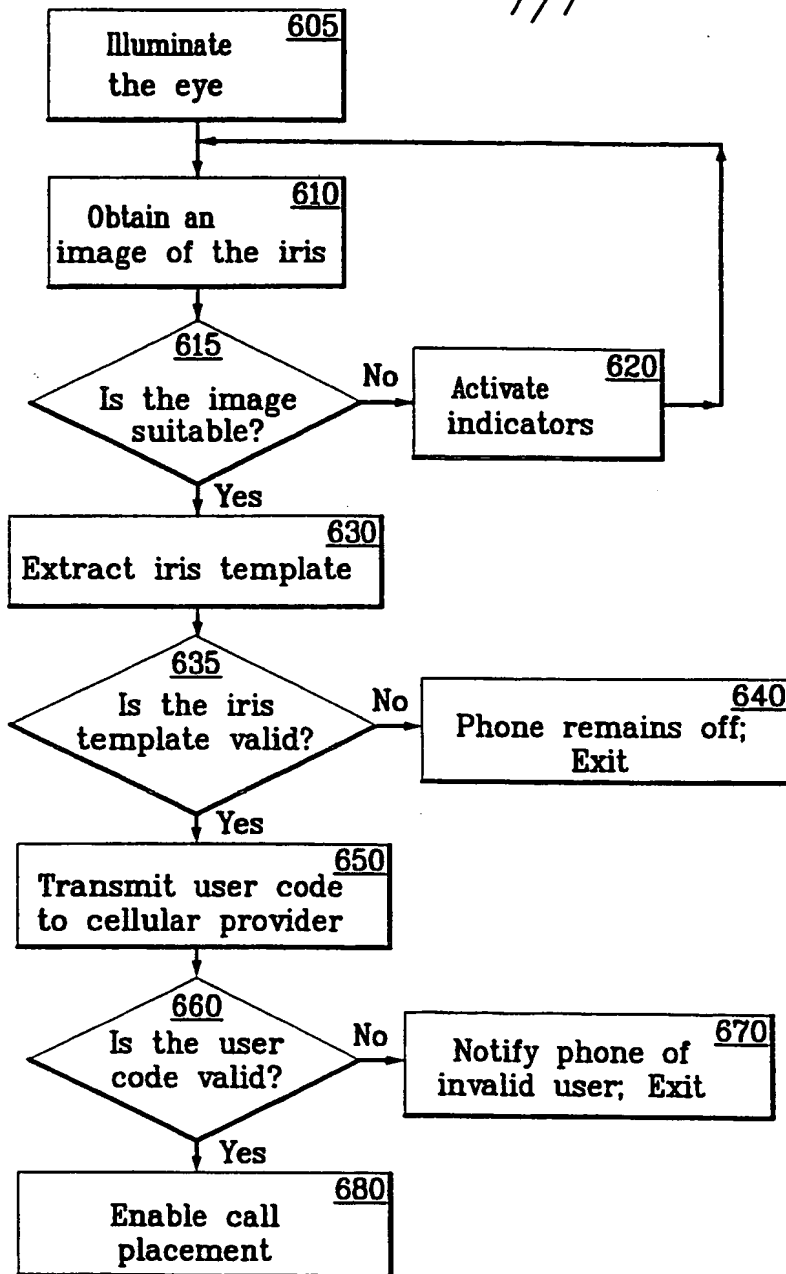 605
Illuminate
the eye
610
Obtain an
image of the iris
615
Is the image
suitable?
No
620
Activate
indicators
Yes
630
Extract iris template
635
Is the iris
template valid?
No
640
Phone remains off;
Exit
Yes
650
Transmit user code
to cellular provider
660
Is the user
code valid?
No
670
Notify phone of
invalid user; Exit
Yes
680
Enable call
placement